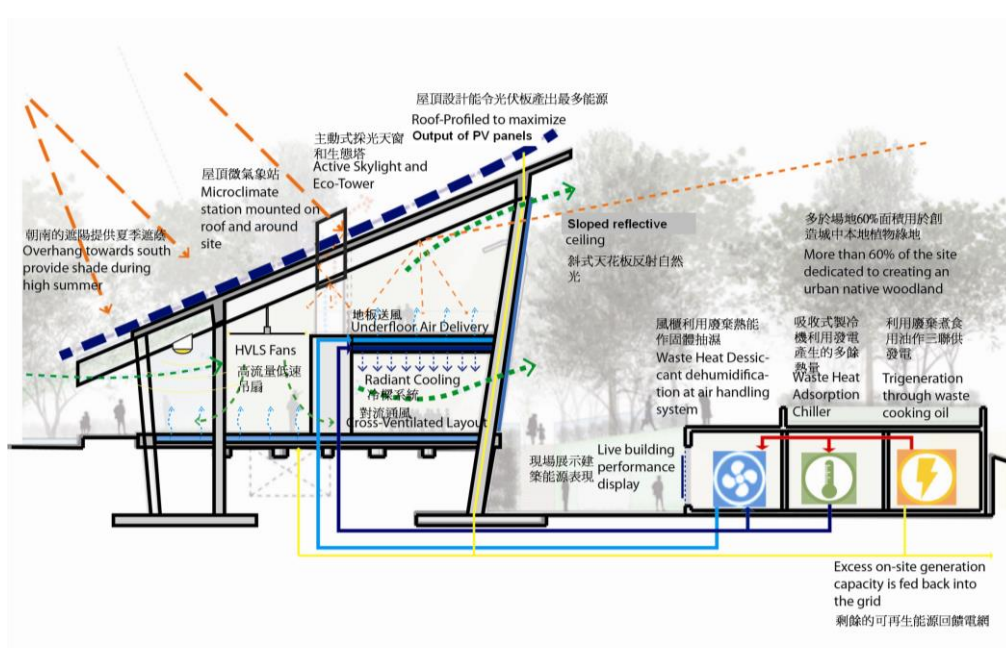 屋頂設計能令光伏板產出最多能源
Roof-Profiled to maximize
Output of PV panels
主動式採光天窗
和生態塔
Active Skylight and
Eco-Tower
屋頂微氣象站
Microclimate
station mounted on
roof and around
site
朝南的遮陽提供夏季遮蔭
Overhang towards south
provide shade during
high summer
Sloped reflective
ceiling
斜式天花板反射自然
光
多於場地60%面積用於創
造城中本地植物綠地
More than 60% of the site
dedicated to creating an
urban native woodland
地板送風
Underfloor Air Delivery
HVLS Fans
高流量低速
吊扇
Radiant Cooling
冷樑系統
對流通風
Cross-Ventilated Layout
風櫃利用廢棄熱能
作固體抽濕
Waste Heat Dessic-
cant dehumidifica-
tion at air handling
system
吸收式製冷
機利用發電
產生的多餘
熱量
Waste Heat
Adsorption
Chiller
利用廢棄煮食
用油作三聯供
發電
Trigeneration
through waste
cooking oil
現場展示建
築能源表現
Live building
performance
display
Excess on-site generation
capacity is fed back into
the grid
剩餘的可再生能源回饋電網